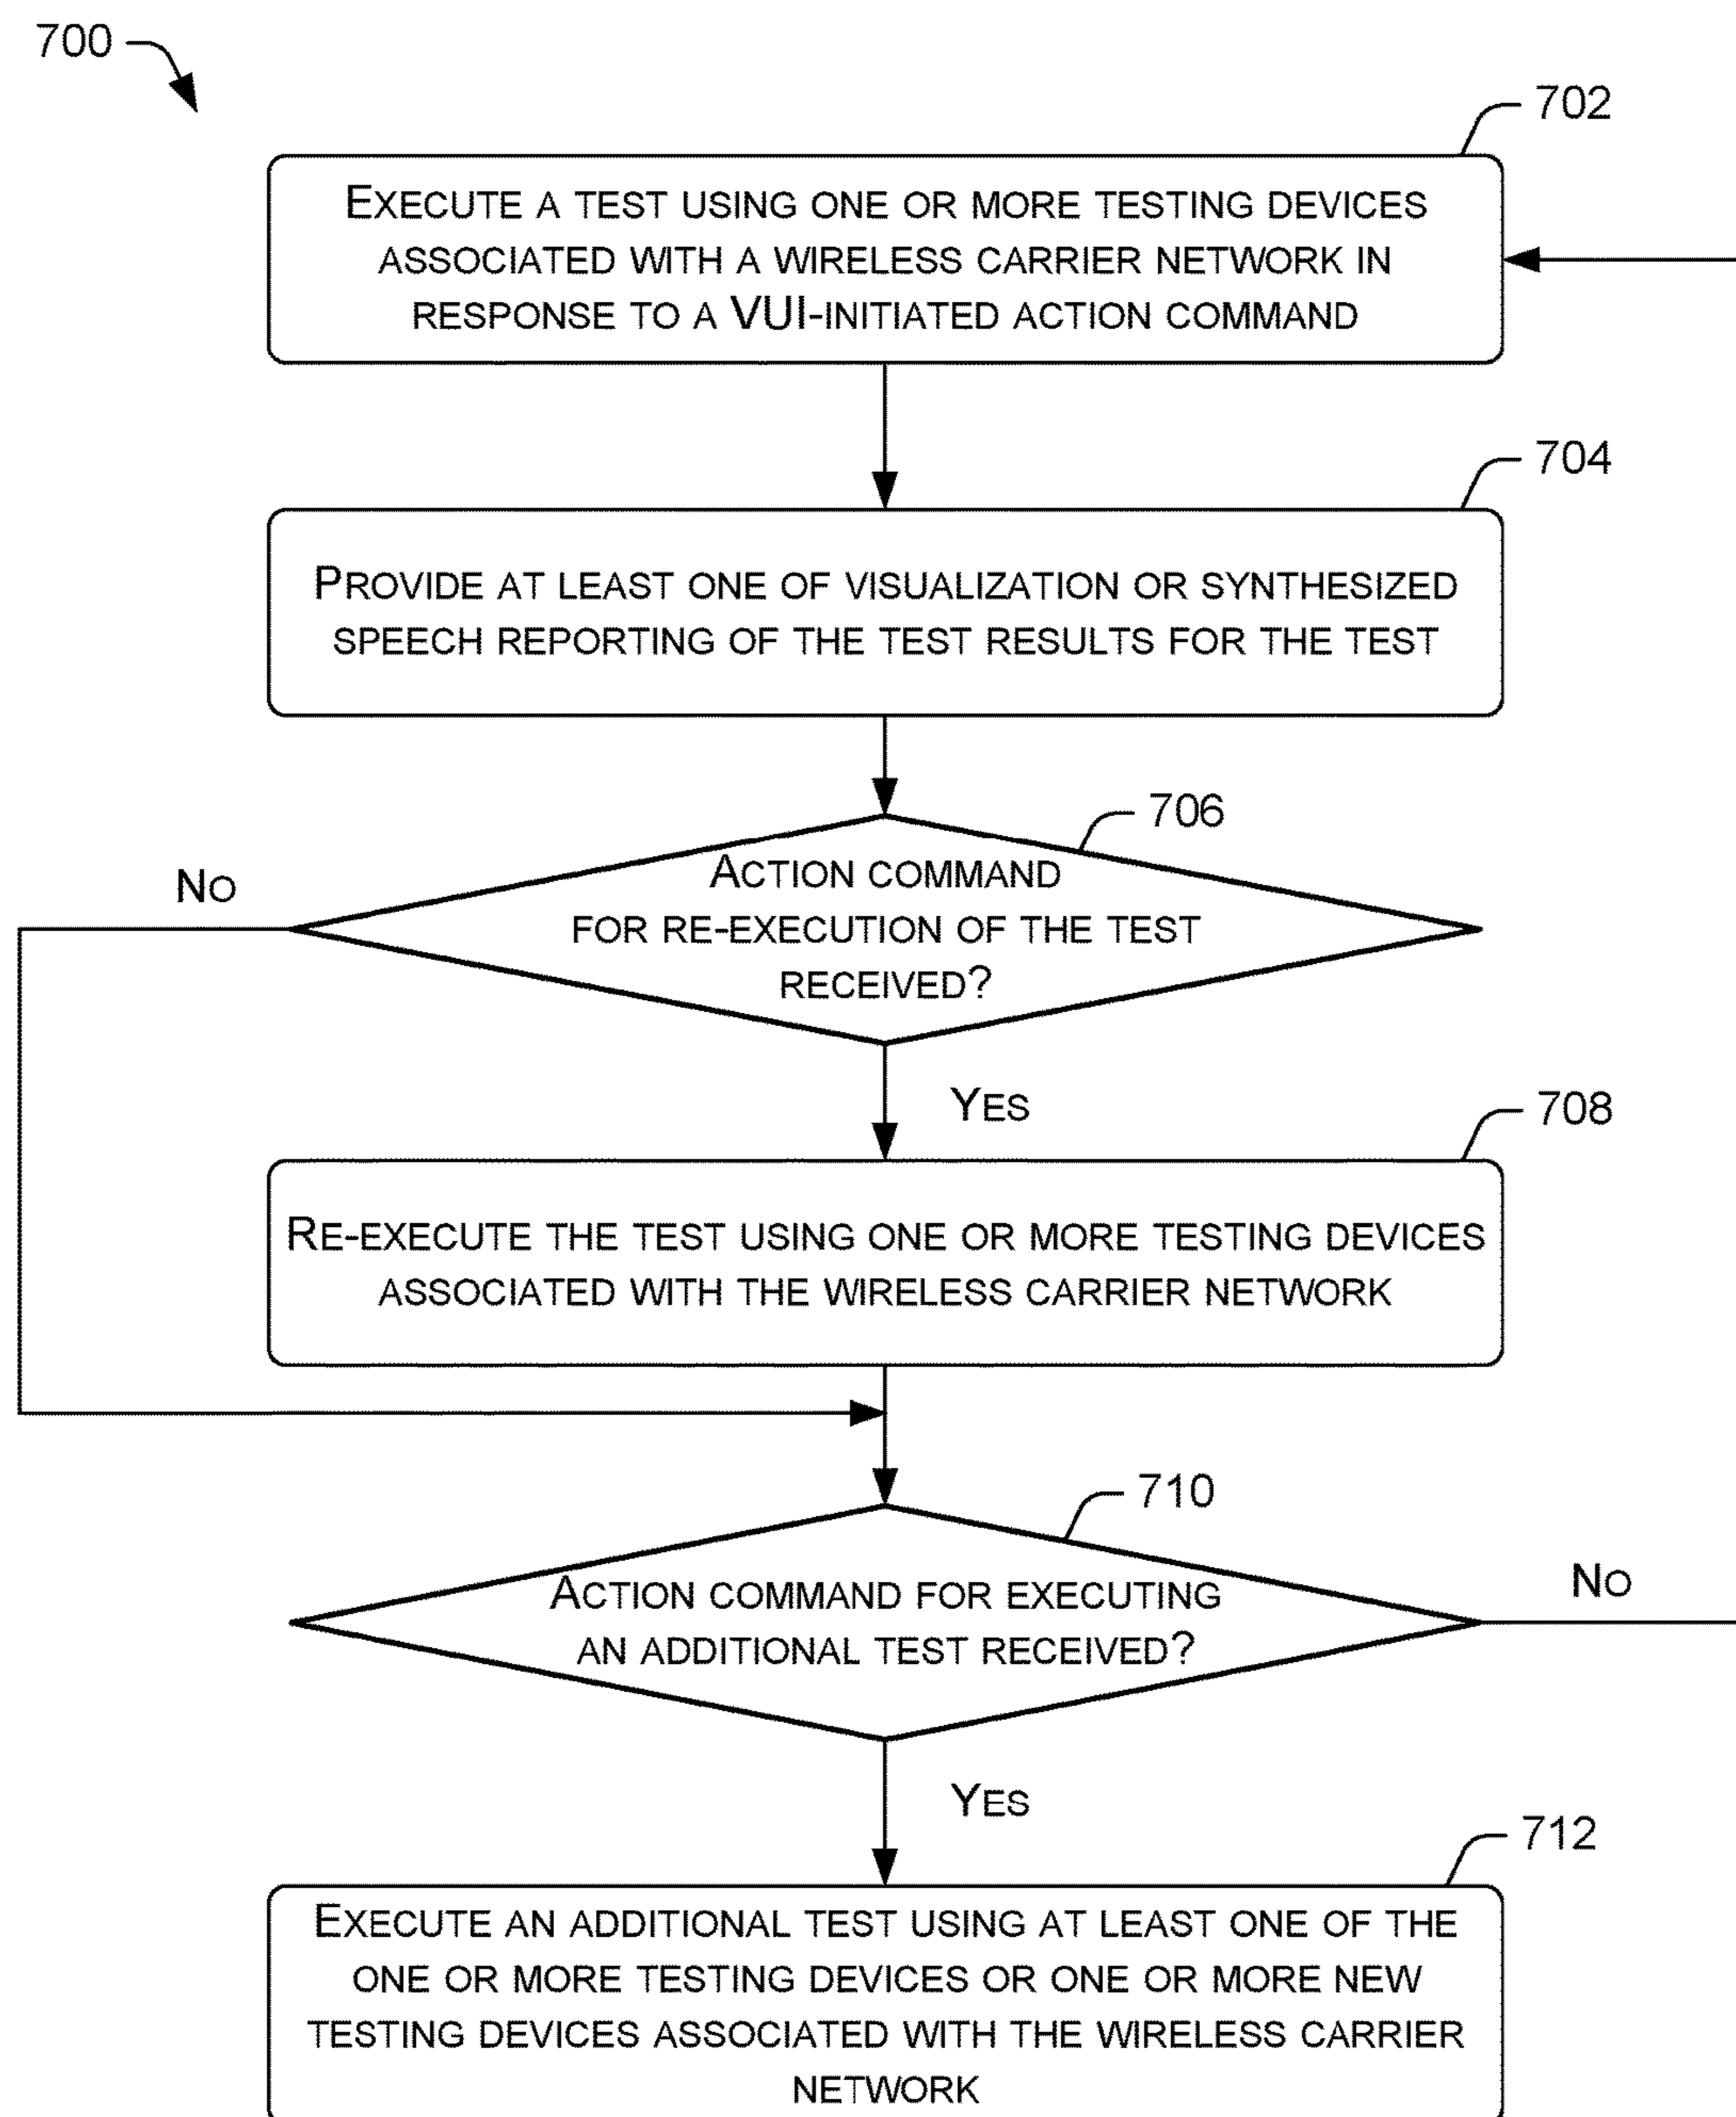 700
702
EXECUTE A TEST USING ONE OR MORE TESTING DEVICES
ASSOCIATED WITH A WIRELESS CARRIER NETWORK IN
RESPONSE TO A VUI-INITIATED ACTION COMMAND
704
PROVIDE AT LEAST ONE OF VISUALIZATION OR SYNTHESIZED
SPEECH REPORTING OF THE TEST RESULTS FOR THE TEST
706
NO
ACTION COMMAND
FOR RE-EXECUTION OF THE TEST
RECEIVED?
YES
708
RE-EXECUTE THE TEST USING ONE OR MORE TESTING DEVICES
ASSOCIATED WITH THE WIRELESS CARRIER NETWORK
710
ACTION COMMAND FOR EXECUTING
AN ADDITIONAL TEST RECEIVED?
NO
YES
712
EXECUTE AN ADDITIONAL TEST USING AT LEAST ONE OF THE
ONE OR MORE TESTING DEVICES OR ONE OR MORE NEW
TESTING DEVICES ASSOCIATED WITH THE WIRELESS CARRIER
NETWORK